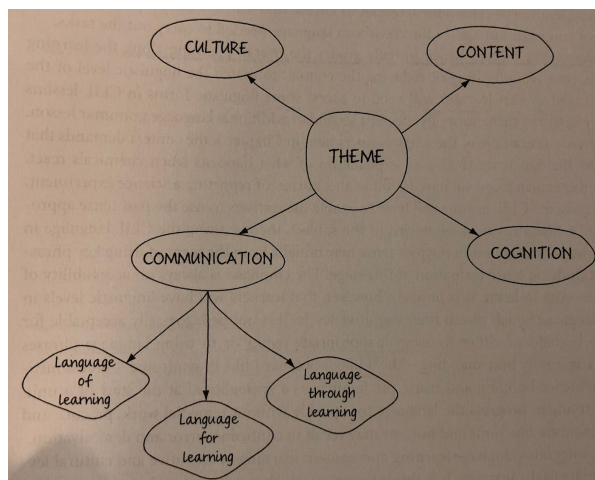 CULTURE
CONTENT
THEME
COMMUNICATION
COGNITION
Language
of
learning
Language
for
learning
Language
through
learning